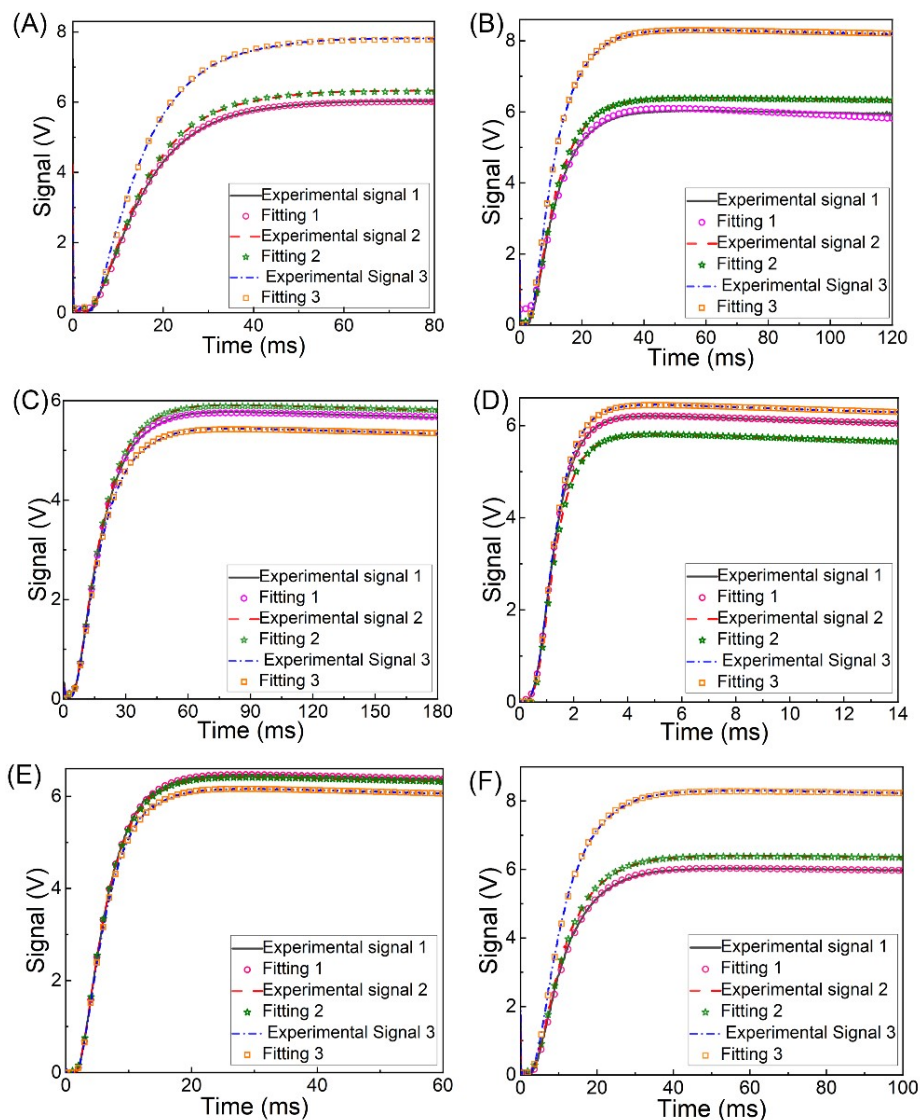 (A)
8
6
4
2
0
Signal (V)
0 20 40 60 80
Time (ms)
Experimental signal 1
Fitting 1
Experimental signal 2
Fitting 2
Experimental Signal 3
Fitting 3
(B)
8
6
4
2
0
Signal (V)
0 20 40 60 80 100 120
Time (ms)
Experimental signal 1
Fitting 1
Experimental signal 2
Fitting 2
Experimental Signal 3
Fitting 3
(C)
6
4
2
0
Signal (V)
0 30 60 90 120 150 180
Time (ms)
Experimental signal 1
Fitting 1
Experimental signal 2
Fitting 2
Experimental Signal 3
Fitting 3
(D)
6
4
2
0
Signal (V)
0 2 4 6 8 10 12 14
Time (ms)
Experimental signal 1
Fitting 1
Experimental signal 2
Fitting 2
Experimental Signal 3
Fitting 3
(E)
6
4
2
0
Signal (V)
0 10 20 30 40 50 60
Time (ms)
Experimental signal 1
Fitting 1
Experimental signal 2
Fitting 2
Experimental Signal 3
Fitting 3
(F)
8
6
4
2
0
Signal (V)
0 20 40 60 80 100
Time (ms)
Experimental signal 1
Fitting 1
Experimental signal 2
Fitting 2
Experimental Signal 3
Fitting 3